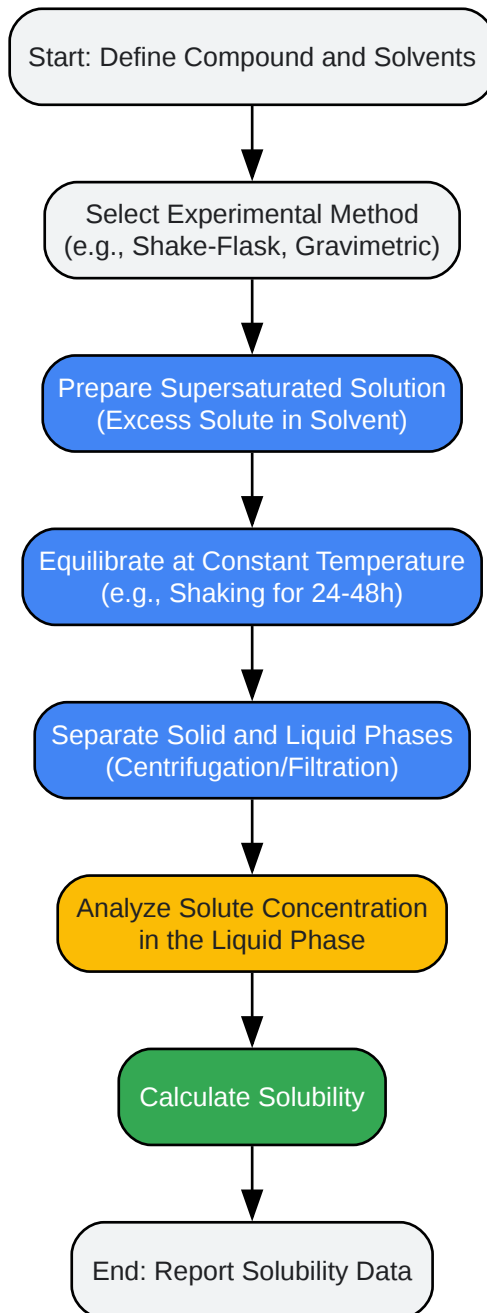 Start: Define Compound and Solvents
Select Experimental Method
(e.g., Shake-Flask, Gravimetric)
Prepare Supersaturated Solution
(Excess Solute in Solvent)
Equilibrate at Constant Temperature
(e.g., Shaking for 24-48h)
Separate Solid and Liquid Phases
(Centrifugation/Filtration)
Analyze Solute Concentration
in the Liquid Phase
Calculate Solubility
End: Report Solubility Data